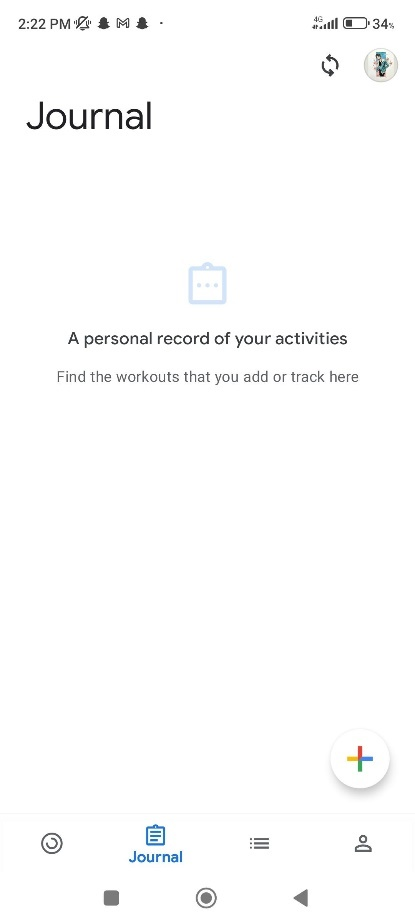 2:22 PM
4G
34%
Journal
A personal record of your activities
Find the workouts that you add or track here
Journal